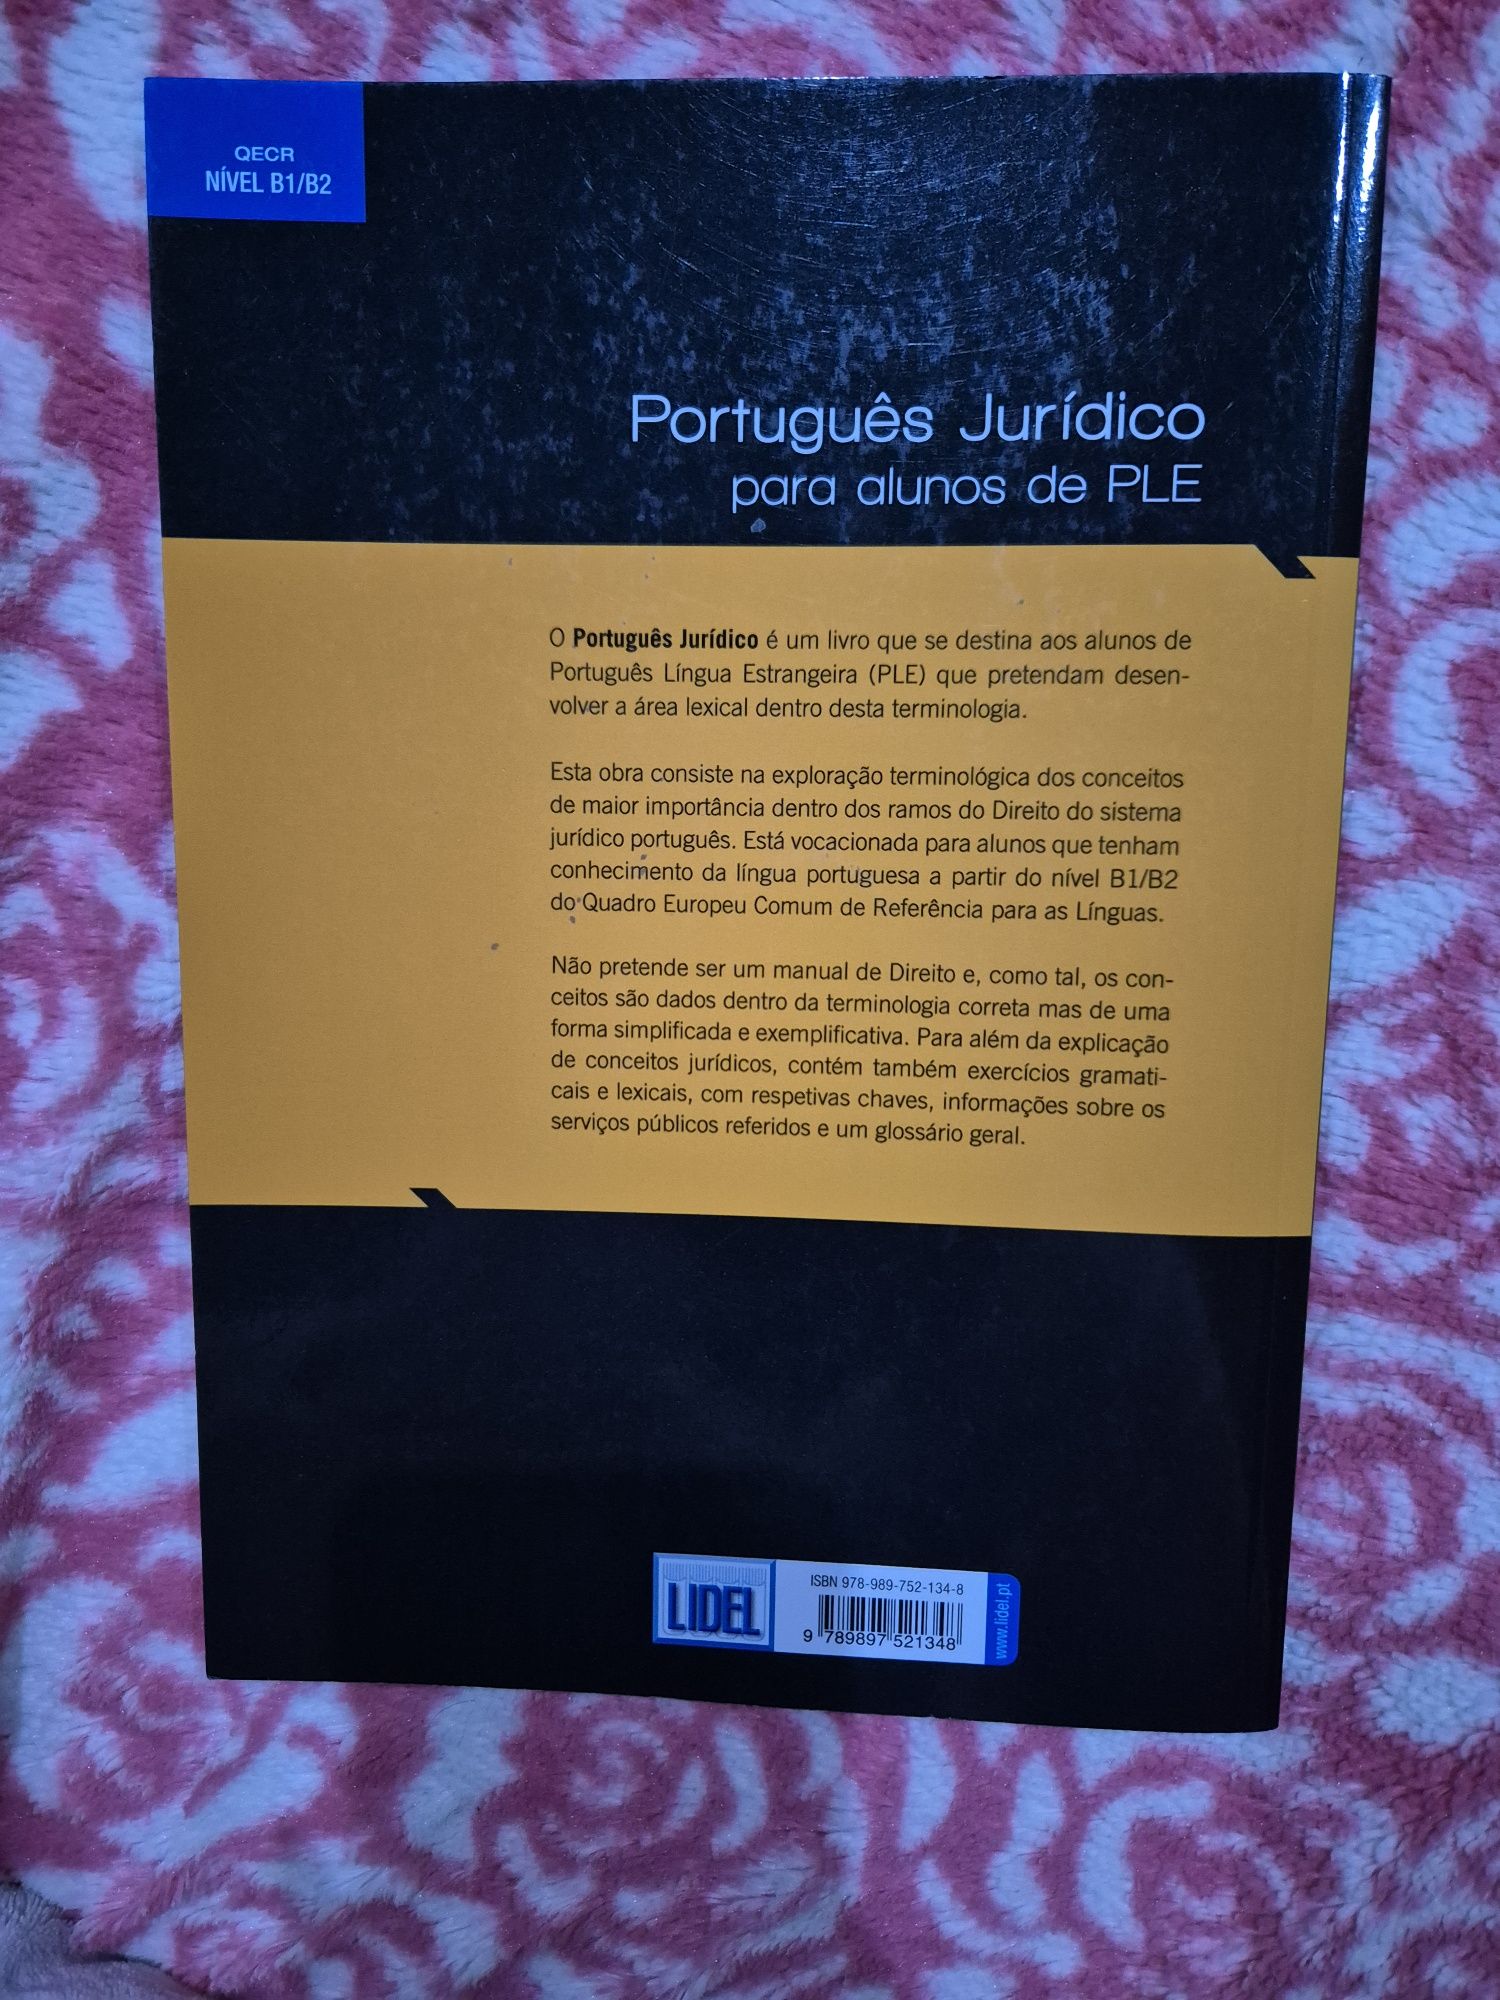 QECR
NÍVEL B1/B2
Português Jurídico
para alunos de PLE
O Português Jurídico é um livro que se destina aos alunos de
Português Língua Estrangeira (PLE) que pretendam desen-
volver a área lexical dentro desta terminologia.
Esta obra consiste na exploração terminológica dos conceitos
de maior importância dentro dos ramos do Direito do sistema
jurídico português. Está vocacionada para alunos que tenham
conhecimento da língua portuguesa a partir do nível B1/B2
do Quadro Europeu Comum de Referência para as Línguas.
Não pretende ser um manual de Direito e, como tal, os con-
ceitos são dados dentro da terminologia correta mas de uma
forma simplificada e exemplificativa. Para além da explicação
de conceitos jurídicos, contém também exercícios gramati-
cais e lexicais, com respetivas chaves, informações sobre os
serviços públicos referidos e um glossário geral.
LIDEL
ISBN 978-989-752-134-8
9 789897 521348
www.lidel.pt